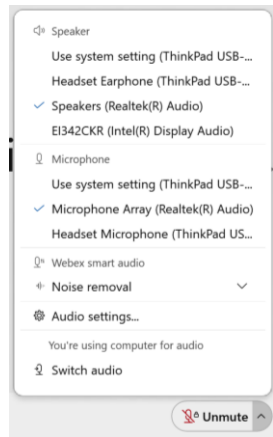 Speaker
Use system setting (ThinkPad USB-...
Headset Earphone (ThinkPad USB-...
Speakers (Realtek(R) Audio)
EI342CKR (Intel(R) Display Audio)
Microphone
Use system setting (ThinkPad USB-...
Microphone Array (Realtek(R) Audio)
Headset Microphone (ThinkPad US...
Webex smart audio
Noise removal
Audio settings...
You're using computer for audio
Switch audio
Unmute